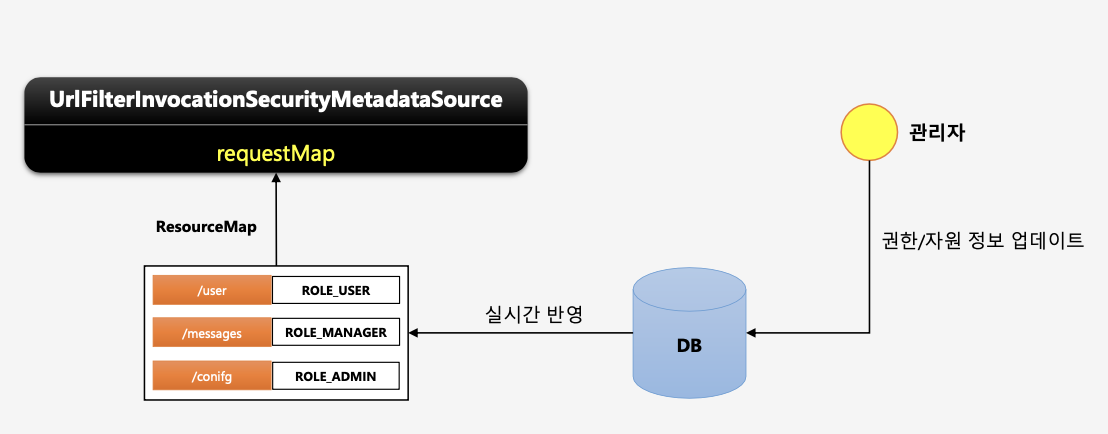 UrlFilterInvocationSecurityMetadataSource
requestMap
관리자
ResourceMap
권한/자원 정보 업데이트
/user ROLE_USER
실시간 반영
/messages ROLE_MANAGER
DB
/conifg ROLE_ADMIN